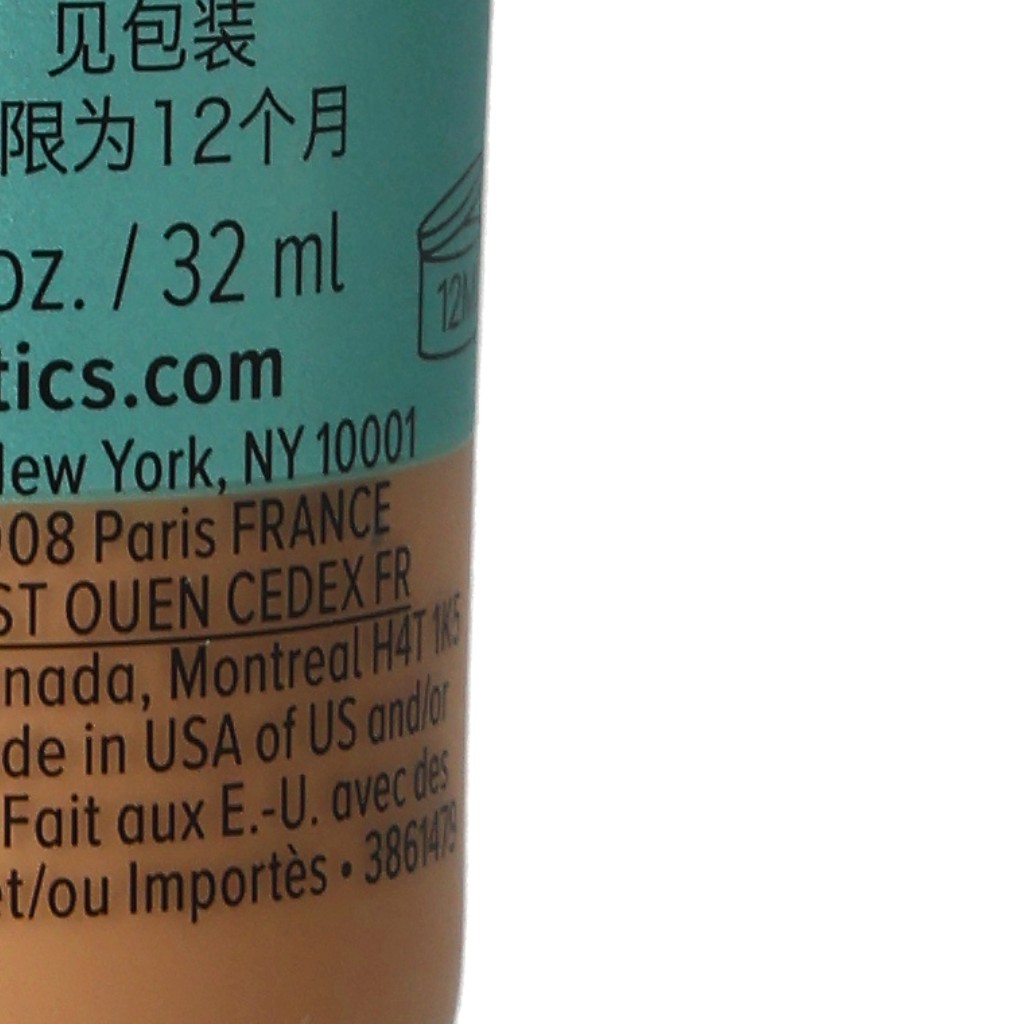 见包装
限为12个月
oz. / 32 ml
12M
tics.com
New York, NY 10001
008 Paris FRANCE
ST OUEN CEDEX FR
nada, Montreal H4T 1K5
de in USA of US and/or
Fait aux E.-U. avec des
et/ou Importès • 3861479